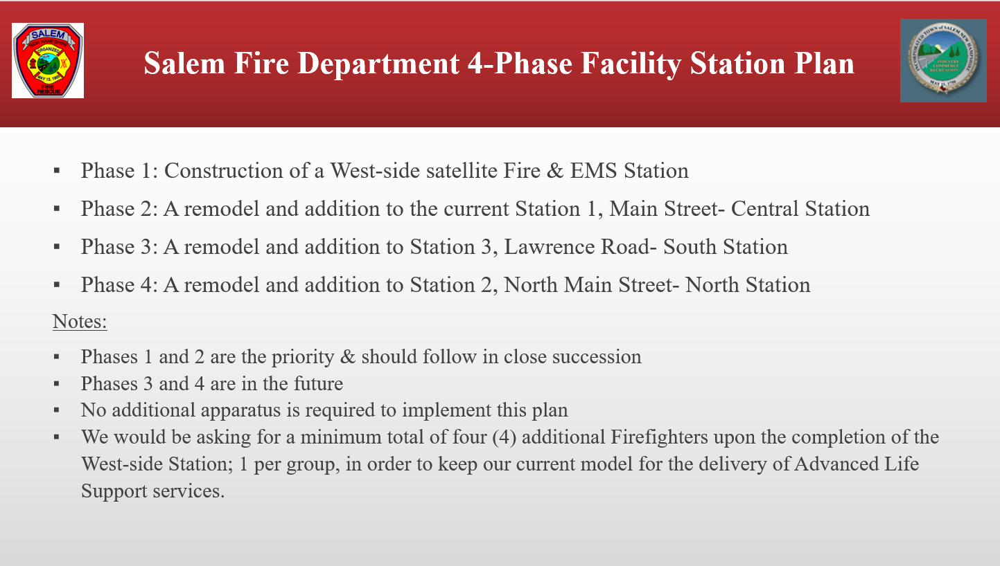 SALEM
NEW HAMPSHIRE
ORGANIZED
MAY 13, 1908
FIRE
RESCUE
Salem Fire Department 4-Phase Facility Station Plan
INCORPORATED TOWN of SALEM NEW HAMPSHIRE
INDUSTRY
COMMERCE
RECREATION
MAY 11, 1750
▪ Phase 1: Construction of a West-side satellite Fire & EMS Station
▪ Phase 2: A remodel and addition to the current Station 1, Main Street- Central Station
▪ Phase 3: A remodel and addition to Station 3, Lawrence Road- South Station
▪ Phase 4: A remodel and addition to Station 2, North Main Street- North Station
Notes:
▪ Phases 1 and 2 are the priority & should follow in close succession
▪ Phases 3 and 4 are in the future
▪ No additional apparatus is required to implement this plan
▪ We would be asking for a minimum total of four (4) additional Firefighters upon the completion of the
West-side Station; 1 per group, in order to keep our current model for the delivery of Advanced Life
Support services.